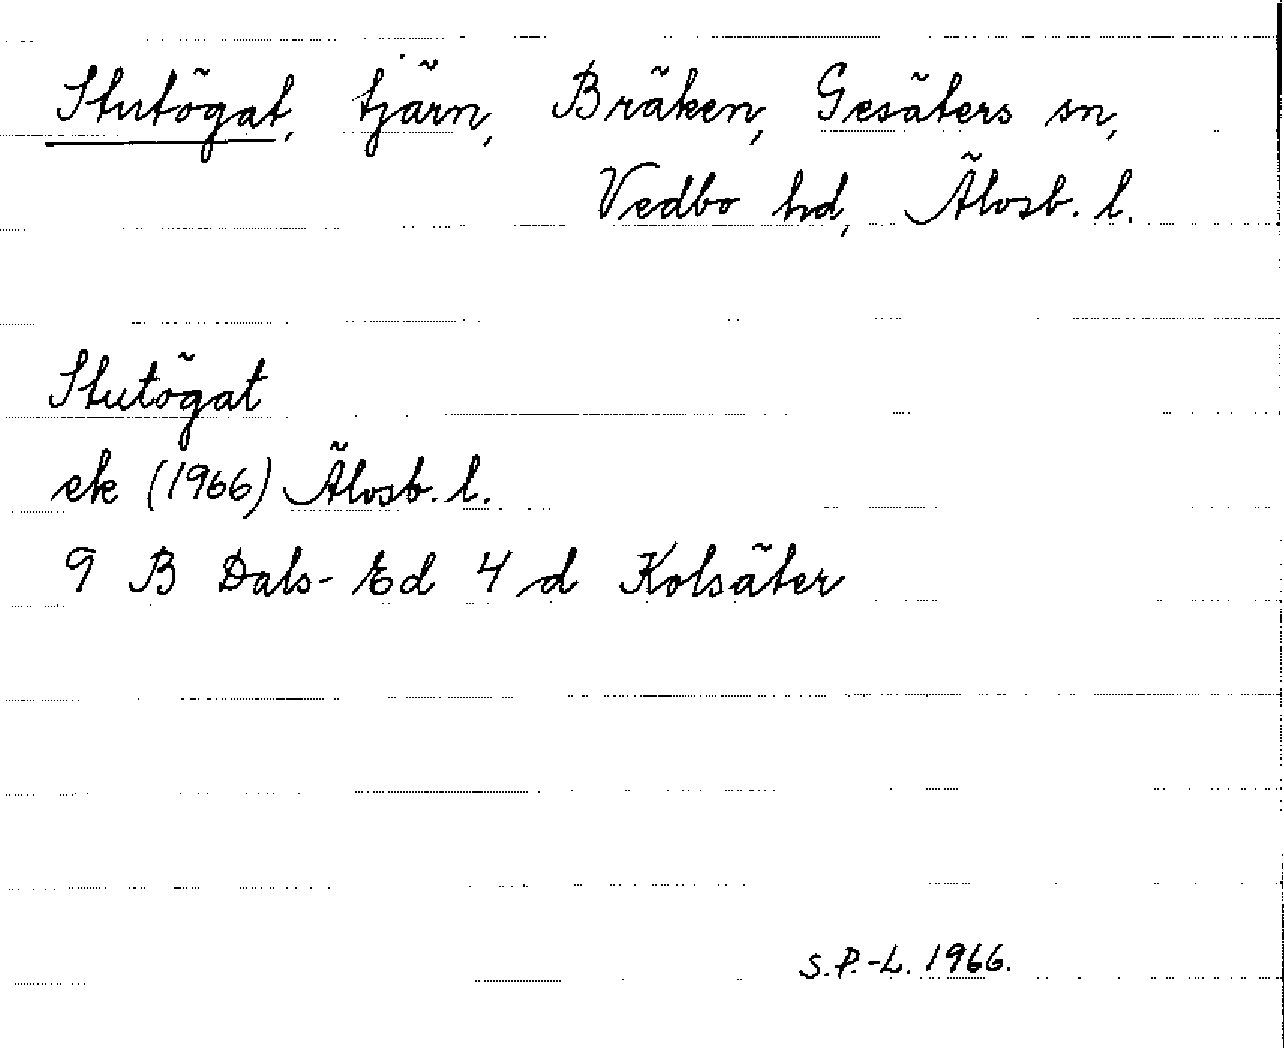 Stutögat, tjärn, Bräken, Gesäters sn,
Vedbo hd, Älvsb. l.
Stutögat
ek (1966) Älvsb. l.
9 B Dals-Ed 4 d Kolsäter
S.P.-L. 1966.